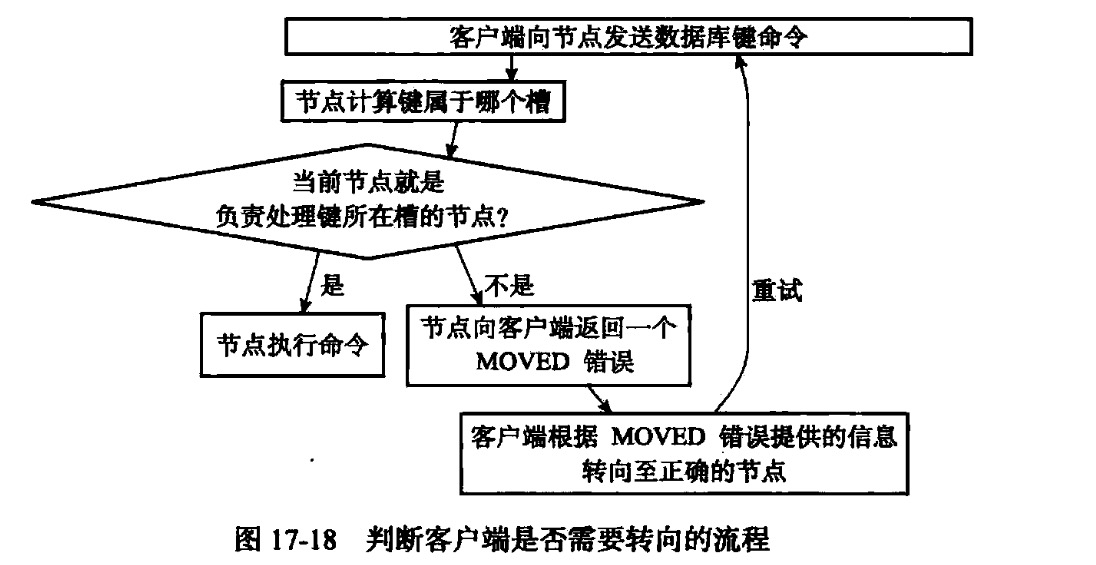 客户端向节点发送数据库键命令
节点计算键属于哪个槽
当前节点就是
负责处理键所在槽的节点?
是
不是
重试
节点执行命令
节点向客户端返回一个
MOVED 错误
客户端根据 MOVED 错误提供的信息
转向至正确的节点
图 17-18 判断客户端是否需要转向的流程